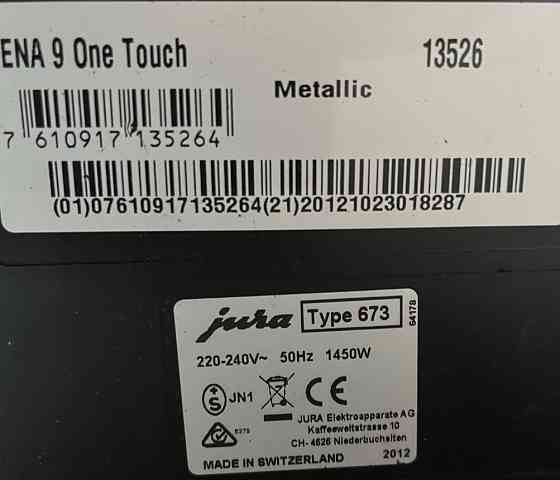 ENA 9 One Touch 13526
Metallic
7 610917 135264
(01)07610917135264(21)20121023018287
jura Type 673
64178
220-240V~ 50Hz 1450W
+S JN1 CE
JURA Elektroapparate AG
Kaffeeweltstrasse 10
CH- 4626 Niederbuchsiten
MADE IN SWITZERLAND 2012